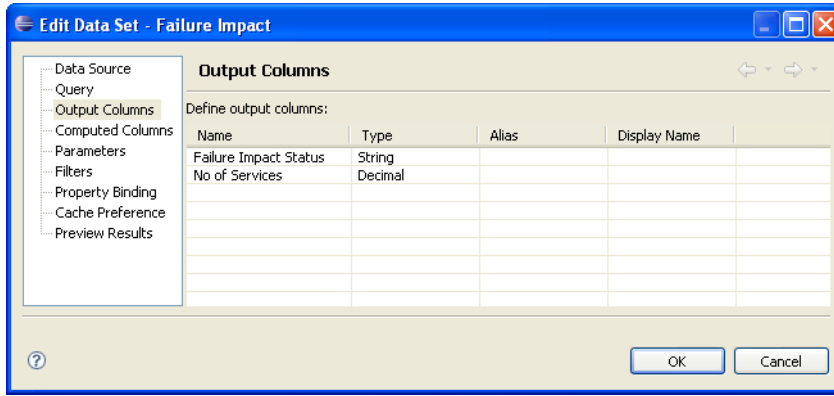 Edit Data Set - Failure Impact
Data Source
Query
Output Columns
Computed Columns
Parameters
Filters
Property Binding
Cache Preference
Preview Results
Output Columns
Define output columns:
Name Type Alias Display Name
Failure Impact Status String
No of Services Decimal
?
OK Cancel